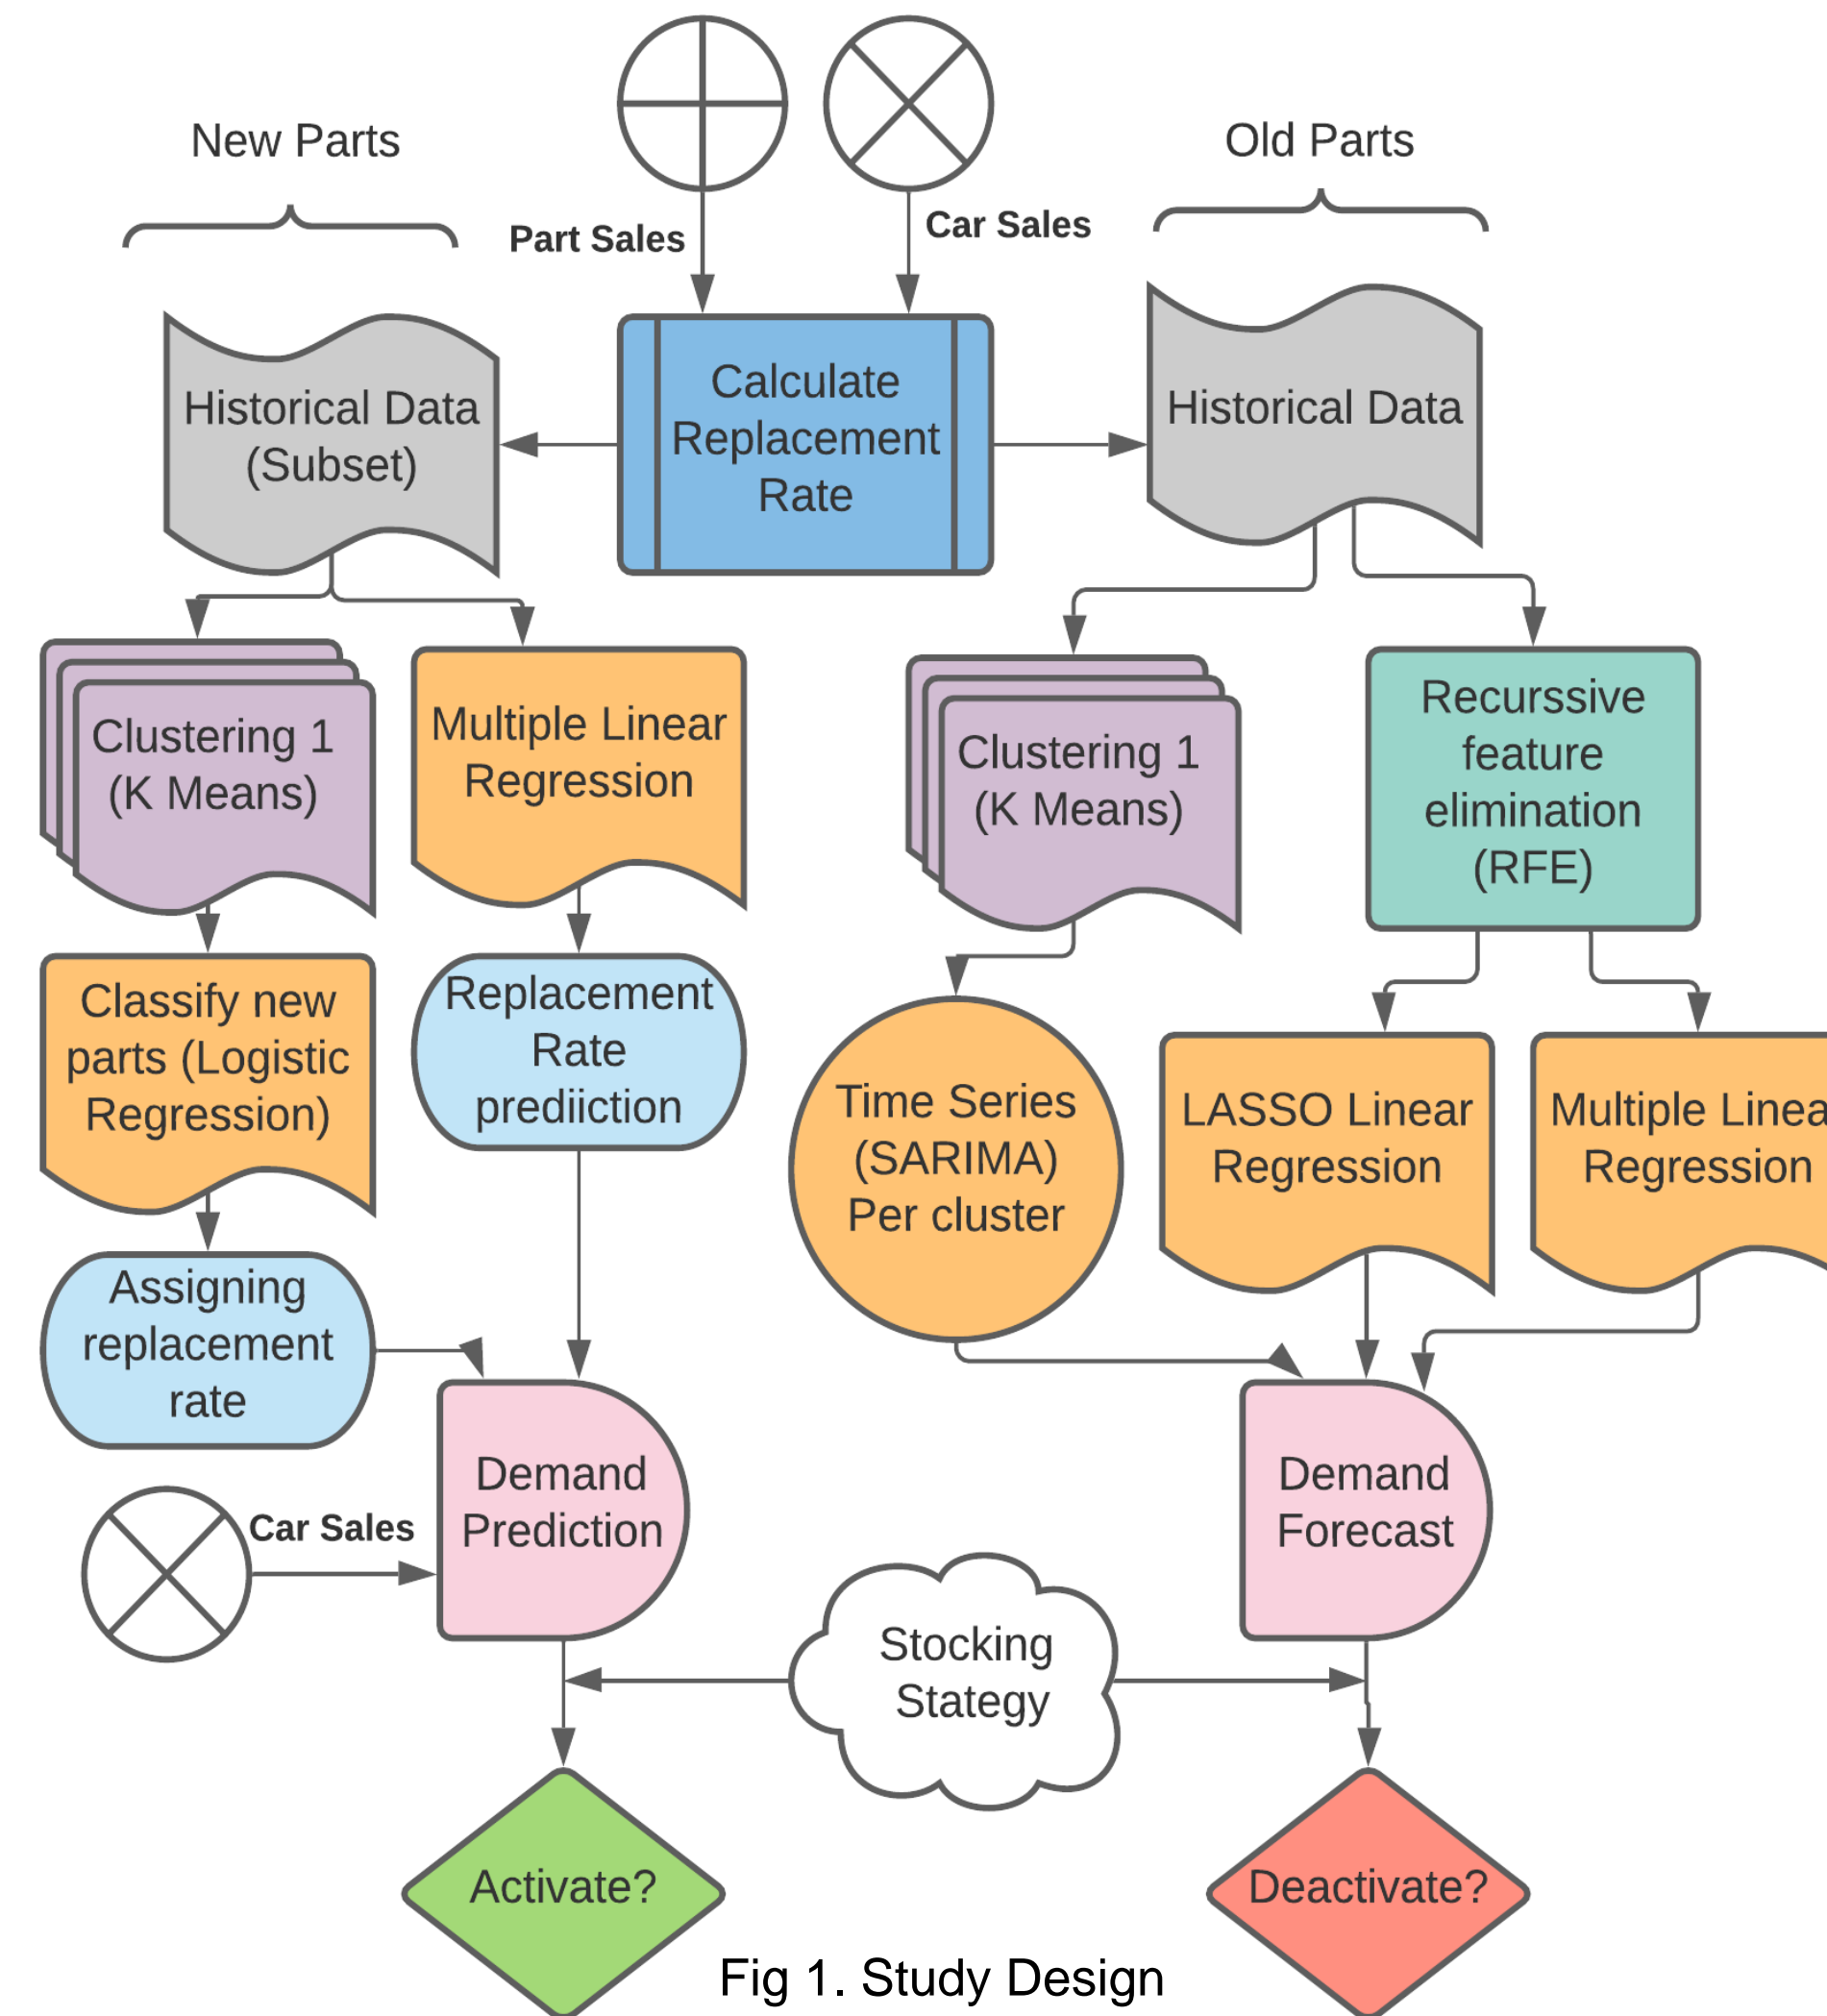 New Parts
Old Parts
Part Sales
Car Sales
Historical Data
(Subset)
Calculate
Replacement
Rate
Historical Data
Clustering 1
(K Means)
Multiple Linear
Regression
Clustering 1
(K Means)
Recurssive
feature
elimination
(RFE)
Classify new
parts (Logistic
Regression)
Replacement
Rate
prediiction
Time Series
(SARIMA)
Per cluster
LASSO Linear
Regression
Multiple Linea
Regression
Assigning
replacement
rate
Car Sales
Demand
Prediction
Demand
Forecast
Stocking
Stategy
Activate?
Deactivate?
Fig 1. Study Design